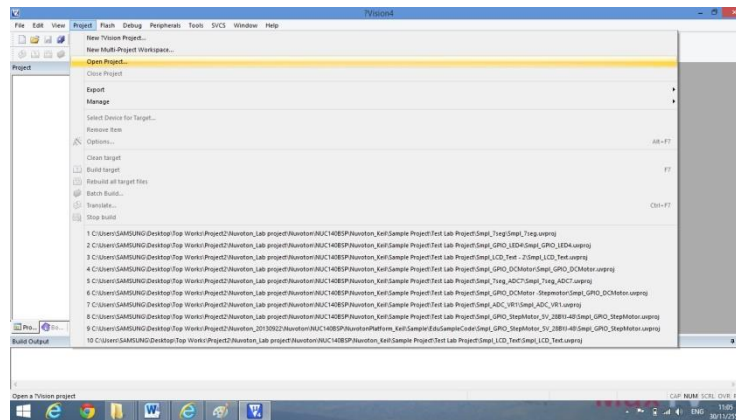 ?Vision4
File Edit View Project Flash Debug Peripherals Tools SVCS Window Help
New ?Vision Project...
New Multi-Project Workspace...
Project
Open Project...
Close Project
Export
Manage
Select Device for Target...
Remove Item
Options... Alt+F7
Clean target
Build target F7
Rebuild all target files
Batch Build...
Translate... Ctrl+F7
Stop build
1 C:\Users\SAMSUNG\Desktop\Top Works\Project2\Nuvoton_Lab project\Nuvoton\NUC140BSP\Nuvoton_Keil\Sample Project\Test Lab Project\Smpl_7seg\Smpl_7seg.uvproj
2 C:\Users\SAMSUNG\Desktop\Top Works\Project2\Nuvoton_Lab project\Nuvoton\NUC140BSP\Nuvoton_Keil\Sample Project\Test Lab Project\Smpl_GPIO_LED4\Smpl_GPIO_LED4.uvproj
3 C:\Users\SAMSUNG\Desktop\Top Works\Project2\Nuvoton_Lab project\Nuvoton\NUC140BSP\Nuvoton_Keil\Sample Project\Test Lab Project\Smpl_LCD_Text - 2\Smpl_LCD_Text.uvproj
4 C:\Users\SAMSUNG\Desktop\Top Works\Project2\Nuvoton_Lab project\Nuvoton\NUC140BSP\Nuvoton_Keil\Sample Project\Test Lab Project\Smpl_GPIO_DCMotor\Smpl_GPIO_DCMotor.uvproj
5 C:\Users\SAMSUNG\Desktop\Top Works\Project2\Nuvoton_Lab project\Nuvoton\NUC140BSP\Nuvoton_Keil\Sample Project\Test Lab Project\Smpl_7seg_ADC7\Smpl_7seg_ADC7.uvproj
6 C:\Users\SAMSUNG\Desktop\Top Works\Project2\Nuvoton_Lab project\Nuvoton\NUC140BSP\Nuvoton_Keil\Sample Project\Test Lab Project\Smpl_GPIO_DCMotor -Stepmotor\Smpl_GPIO_DCMotor.uvproj
7 C:\Users\SAMSUNG\Desktop\Top Works\Project2\Nuvoton_Lab project\Nuvoton\NUC140BSP\Nuvoton_Keil\Sample Project\Test Lab Project\Smpl_ADC_VR1\Smpl_ADC_VR1.uvproj
8 C:\Users\SAMSUNG\Desktop\Top Works\Project2\Nuvoton_Lab project\Nuvoton\NUC140BSP\Nuvoton_Keil\Sample Project\Test Lab Project\Smpl_GPIO_StepMotor_5V_28BYJ-48\Smpl_GPIO_StepMotor.uvproj
9 C:\Users\SAMSUNG\Desktop\Top Works\Project2\Nuvoton_20130922\Nuvoton\NUC140BSP\NuvotonPlatform_Keil\Sample\EduSampleCode\Smpl_GPIO_StepMotor_5V_28BYJ-48\Smpl_GPIO_StepMotor.uvproj
10 C:\Users\SAMSUNG\Desktop\Top Works\Project2\Nuvoton_Lab project\Nuvoton\NUC140BSP\Nuvoton_Keil\Sample Project\Test Lab Project\Smpl_LCD_Text\Smpl_LCD_Text.uvproj
Pro...
Build Output
Open a ?Vision project CAP NUM SCRL OVR
ENG 11:05